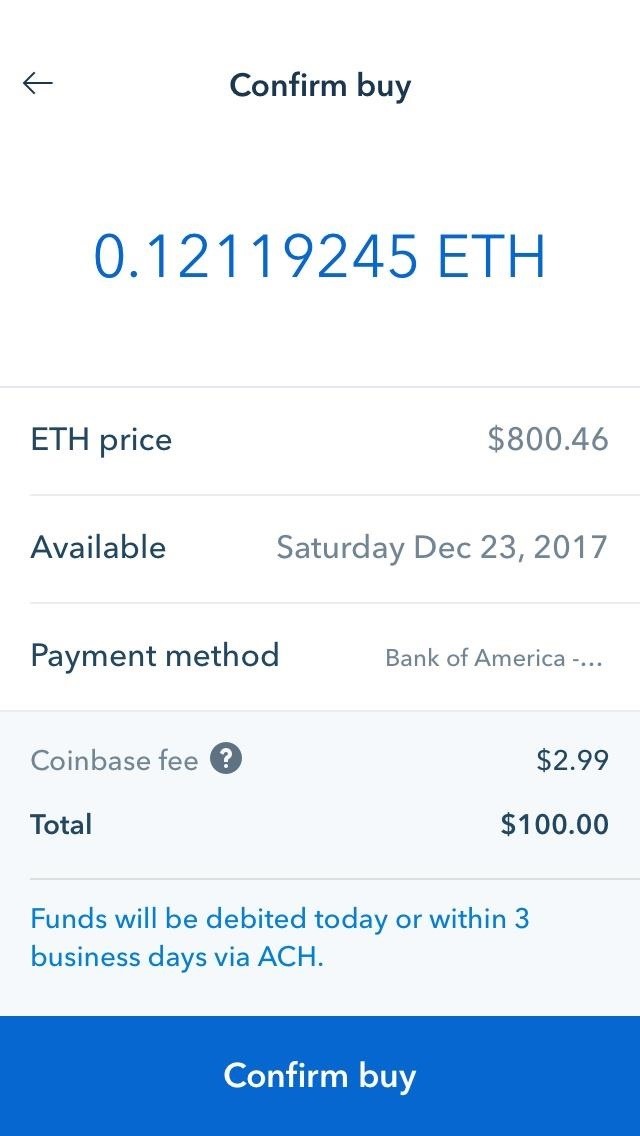 Confirm buy
0.12119245 ETH
ETH price $800.46
Available Saturday Dec 23, 2017
Payment method Bank of America -...
Coinbase fee ? $2.99
Total $100.00
Funds will be debited today or within 3
business days via ACH.
Confirm buy